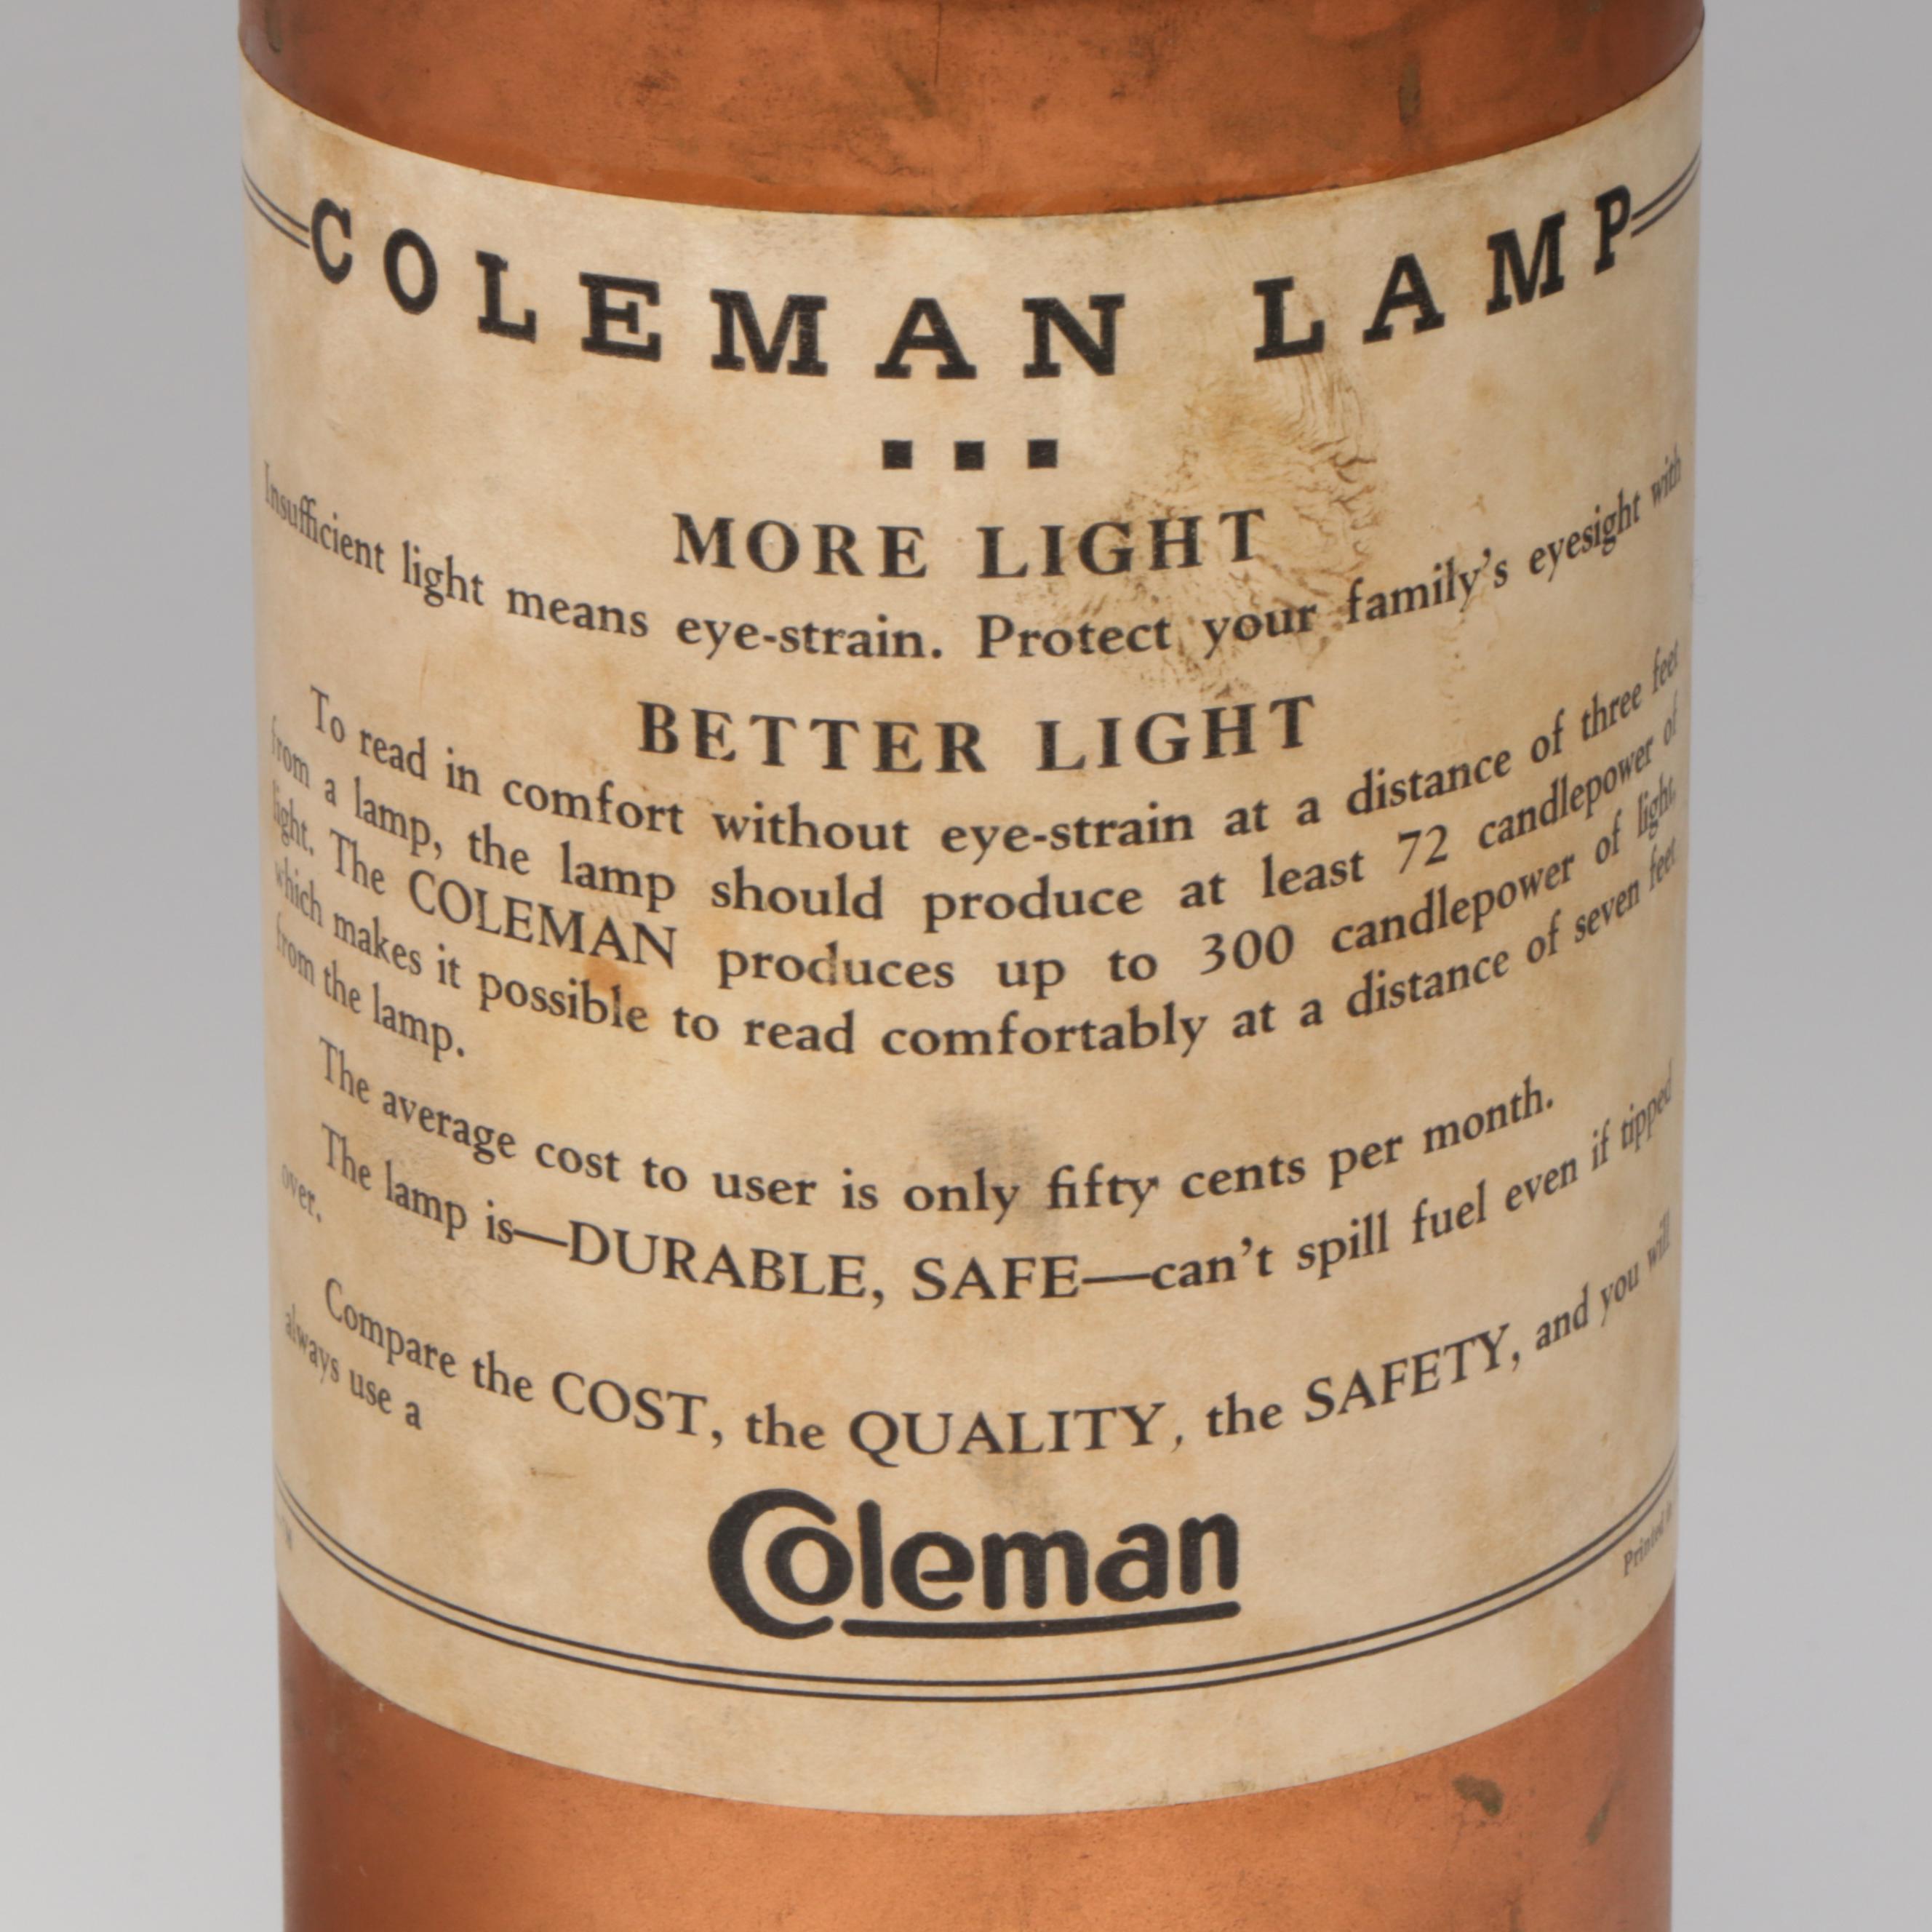 COLEMAN LAMP
MORE LIGHT
Insufficient light means eye-strain. Protect your family's eyesight with
BETTER LIGHT
To read in comfort without eye-strain at a distance of three feet
from a lamp, the lamp should produce at least 72 candlepower of
light. The COLEMAN produces up to 300 candlepower of light,
which makes it possible to read comfortably at a distance of seven feet
from the lamp.
The average cost to user is only fifty cents per month.
The lamp is—DURABLE, SAFE—can't spill fuel even if tipped
over.
Compare the COST, the QUALITY, the SAFETY, and you will
always use a
Coleman
Printed